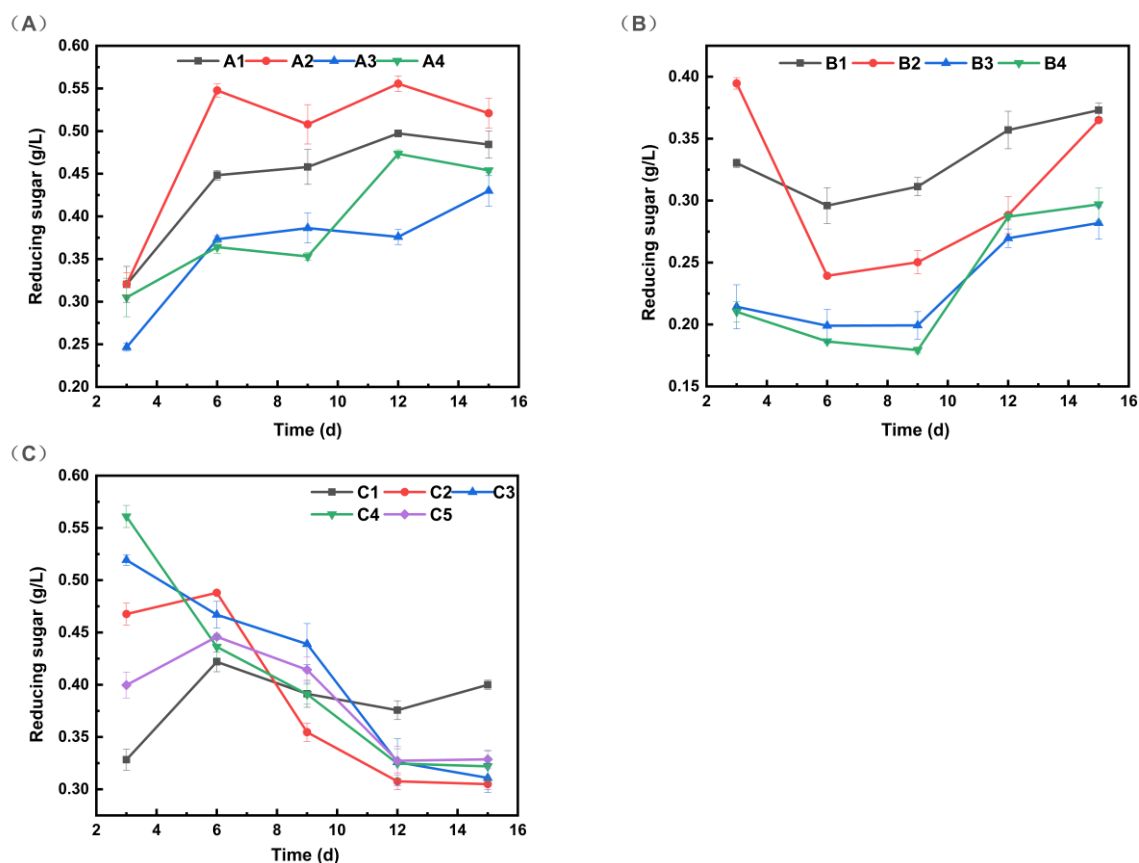 （A）
0.60
0.55
0.50
0.45
0.40
0.35
0.30
0.25
0.20
Reducing sugar (g/L)
A1 A2 A3 A4
2 4 6 8 10 12 14 16
Time (d)
（B）
0.40
0.35
0.30
0.25
0.20
0.15
Reducing sugar (g/L)
B1 B2 B3 B4
2 4 6 8 10 12 14 16
Time (d)
（C）
0.60
0.55
0.50
0.45
0.40
0.35
0.30
Reducing sugar (g/L)
C1 C2 C3
C4 C5
2 4 6 8 10 12 14 16
Time (d)